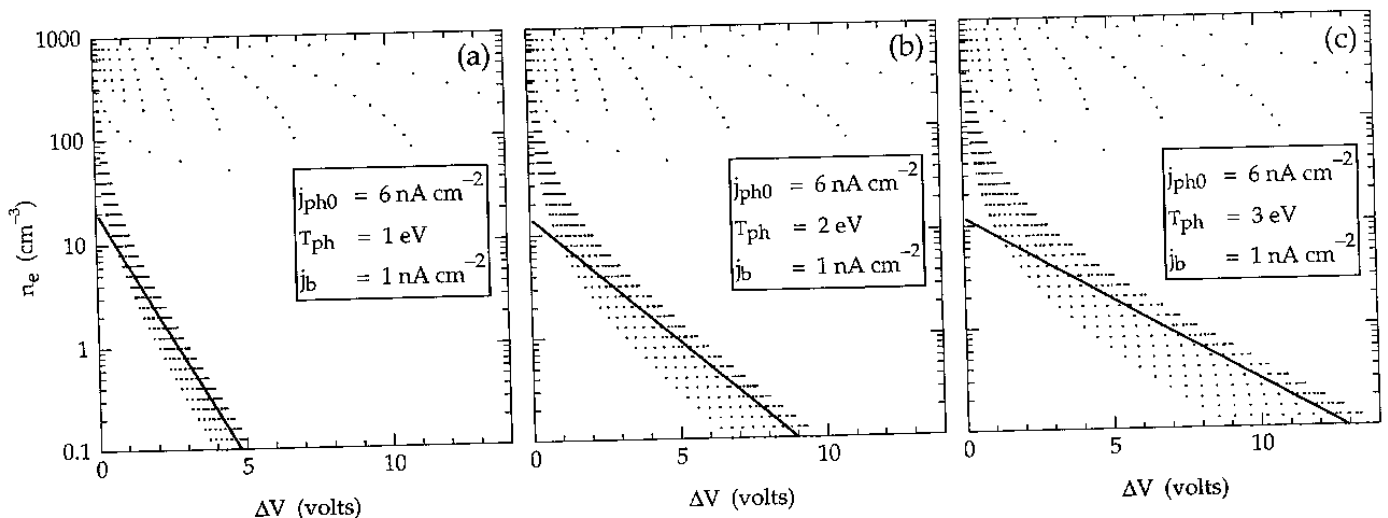 (a)
(b)
(c)
1000
100
10
1
0.1
n_e (cm⁻³)
j_ph0 = 6 nA cm⁻²
T_ph = 1 eV
j_b = 1 nA cm⁻²
j_ph0 = 6 nA cm⁻²
T_ph = 2 eV
j_b = 1 nA cm⁻²
j_ph0 = 6 nA cm⁻²
T_ph = 3 eV
j_b = 1 nA cm⁻²
0 5 10
0 5 10
0 5 10
ΔV (volts)
ΔV (volts)
ΔV (volts)